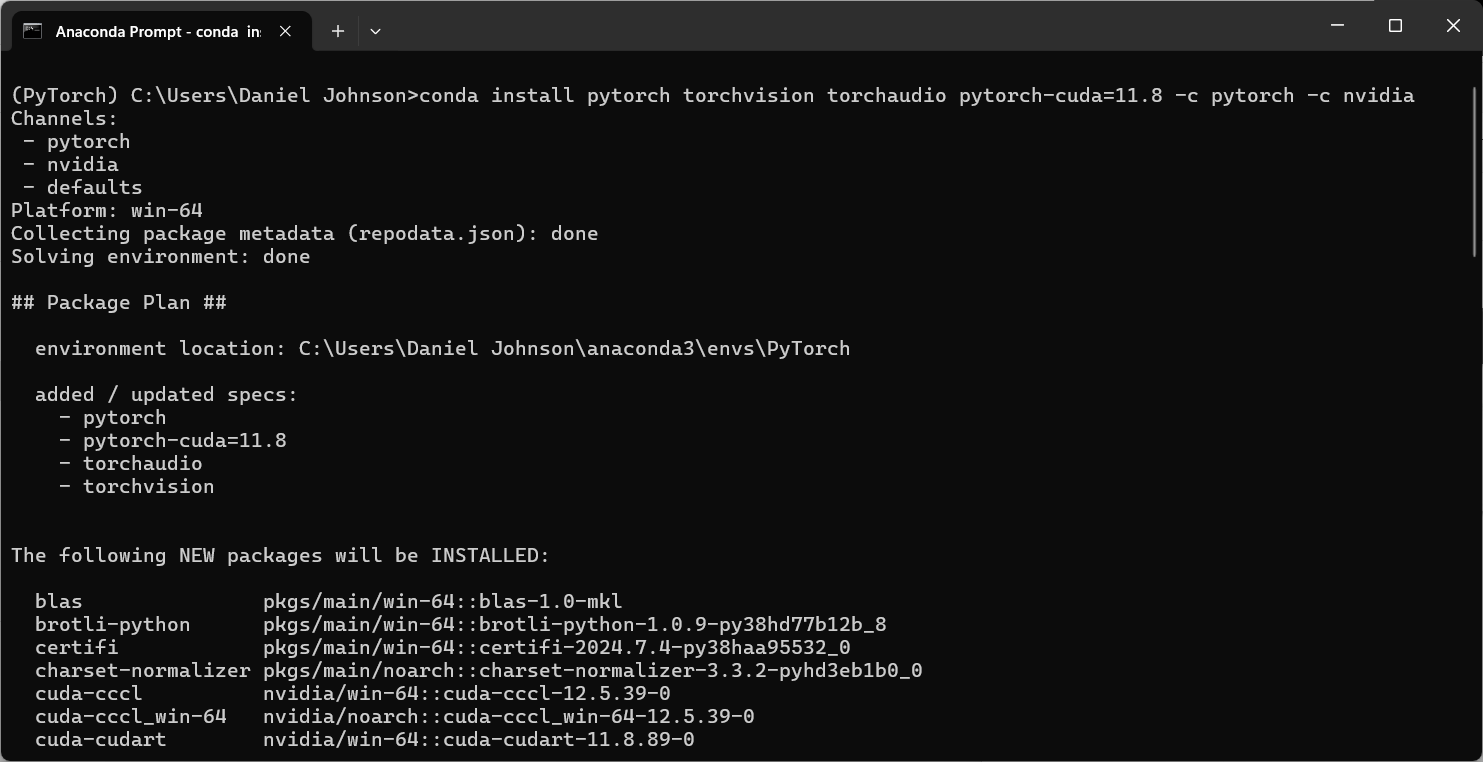 Anaconda Prompt - conda in
(PyTorch) C:\Users\Daniel Johnson>conda install pytorch torchvision torchaudio pytorch-cuda=11.8 -c pytorch -c nvidia
Channels:
 - pytorch
 - nvidia
 - defaults
Platform: win-64
Collecting package metadata (repodata.json): done
Solving environment: done
## Package Plan ##
  environment location: C:\Users\Daniel Johnson\anaconda3\envs\PyTorch
  added / updated specs:
    - pytorch
    - pytorch-cuda=11.8
    - torchaudio
    - torchvision
The following NEW packages will be INSTALLED:
  blas               pkgs/main/win-64::blas-1.0-mkl
  brotli-python      pkgs/main/win-64::brotli-python-1.0.9-py38hd77b12b_8
  certifi            pkgs/main/win-64::certifi-2024.7.4-py38haa95532_0
  charset-normalizer pkgs/main/noarch::charset-normalizer-3.3.2-pyhd3eb1b0_0
  cuda-cccl          nvidia/win-64::cuda-cccl-12.5.39-0
  cuda-cccl_win-64   nvidia/noarch::cuda-cccl_win-64-12.5.39-0
  cuda-cudart        nvidia/win-64::cuda-cudart-11.8.89-0